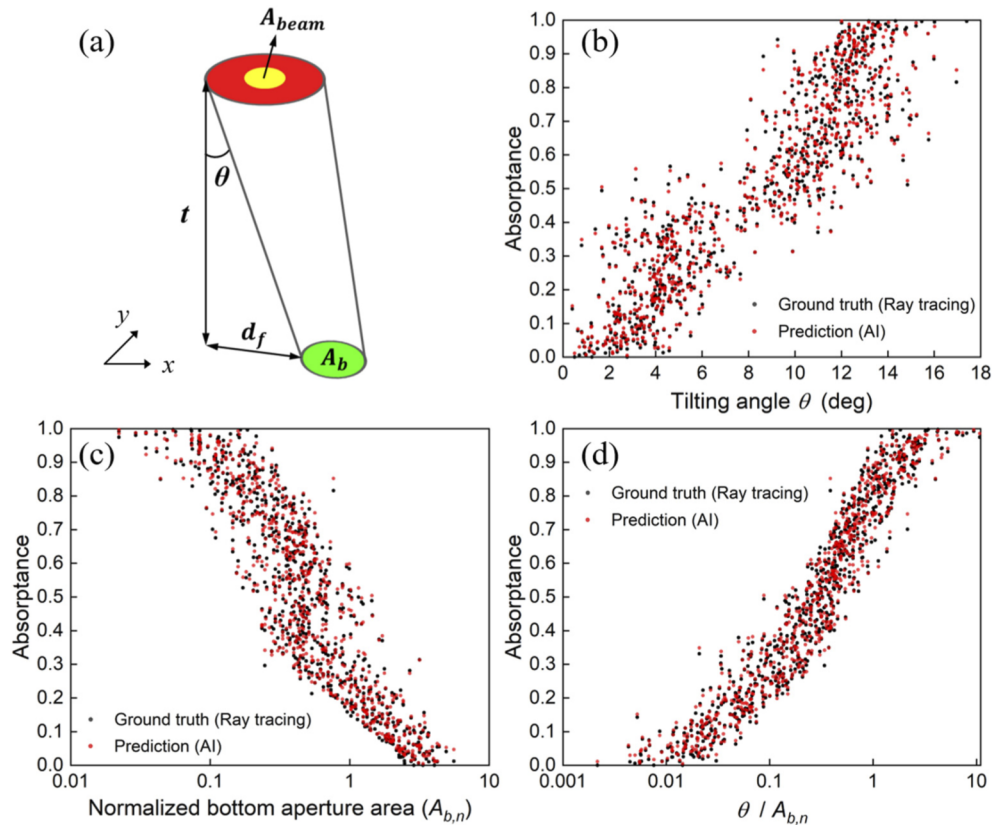 (a)
A_beam
θ
t
d_f
A_b
y
x
(b)
1.0
0.9
0.8
0.7
0.6
0.5
0.4
0.3
0.2
0.1
0.0
Absorptance
Ground truth (Ray tracing)
Prediction (AI)
0 2 4 6 8 10 12 14 16 18
Tilting angle θ (deg)
(c)
1.0
0.9
0.8
0.7
0.6
0.5
0.4
0.3
0.2
0.1
0.0
Absorptance
Ground truth (Ray tracing)
Prediction (AI)
0.01 0.1 1 10
Normalized bottom aperture area (A_b,n)
(d)
1.0
0.9
0.8
0.7
0.6
0.5
0.4
0.3
0.2
0.1
0.0
Absorptance
Ground truth (Ray tracing)
Prediction (AI)
0.001 0.01 0.1 1 10
θ / A_b,n